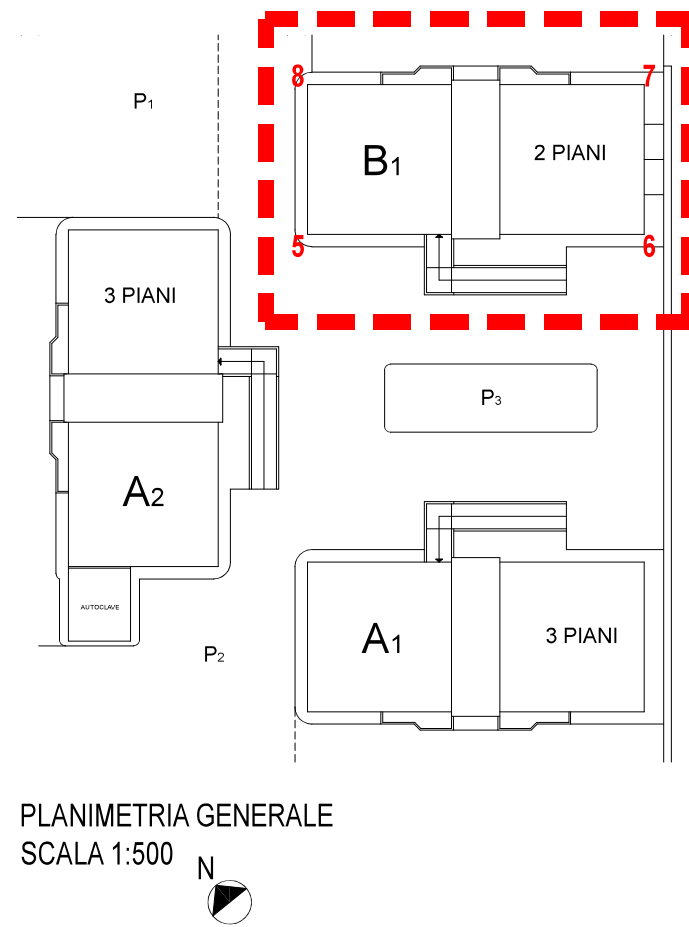 8
7
P1
B1
2 PIANI
5
6
3 PIANI
P3
A2
AUTOCLAVE
A1
3 PIANI
P2
PLANIMETRIA GENERALE
SCALA 1:500
N